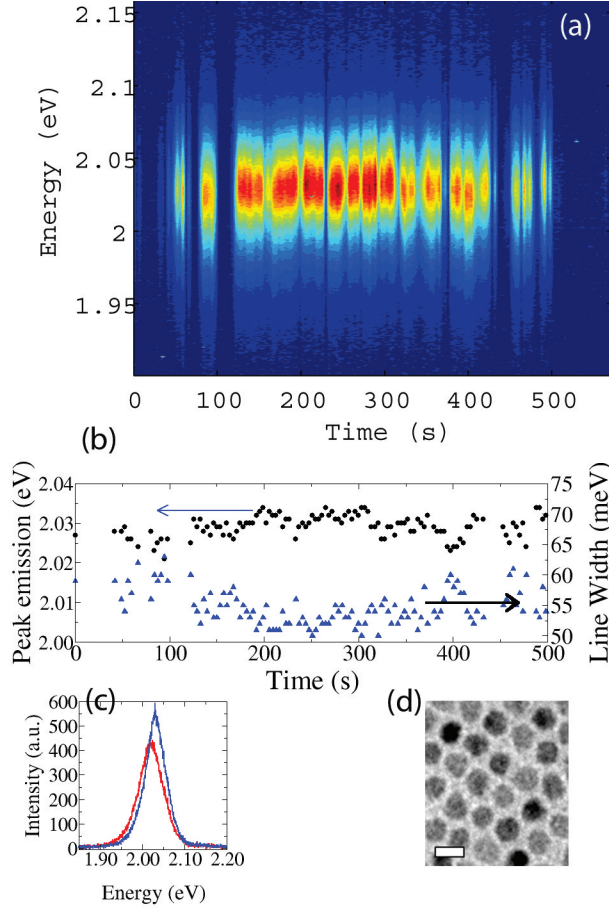 (a)
2.15
2.1
2.05
2
1.95
Energy (eV)
0 100 200 300 400 500
Time (s)
(b)
2.04
2.03
2.02
2.01
2.00
Peak emission (eV)
75
70
65
60
55
50
Line Width (meV)
0 100 200 300 400 500
Time (s)
(c)
600
500
400
300
200
100
0
Intensity (a.u.)
1.90 2.00 2.10 2.20
Energy (eV)
(d)